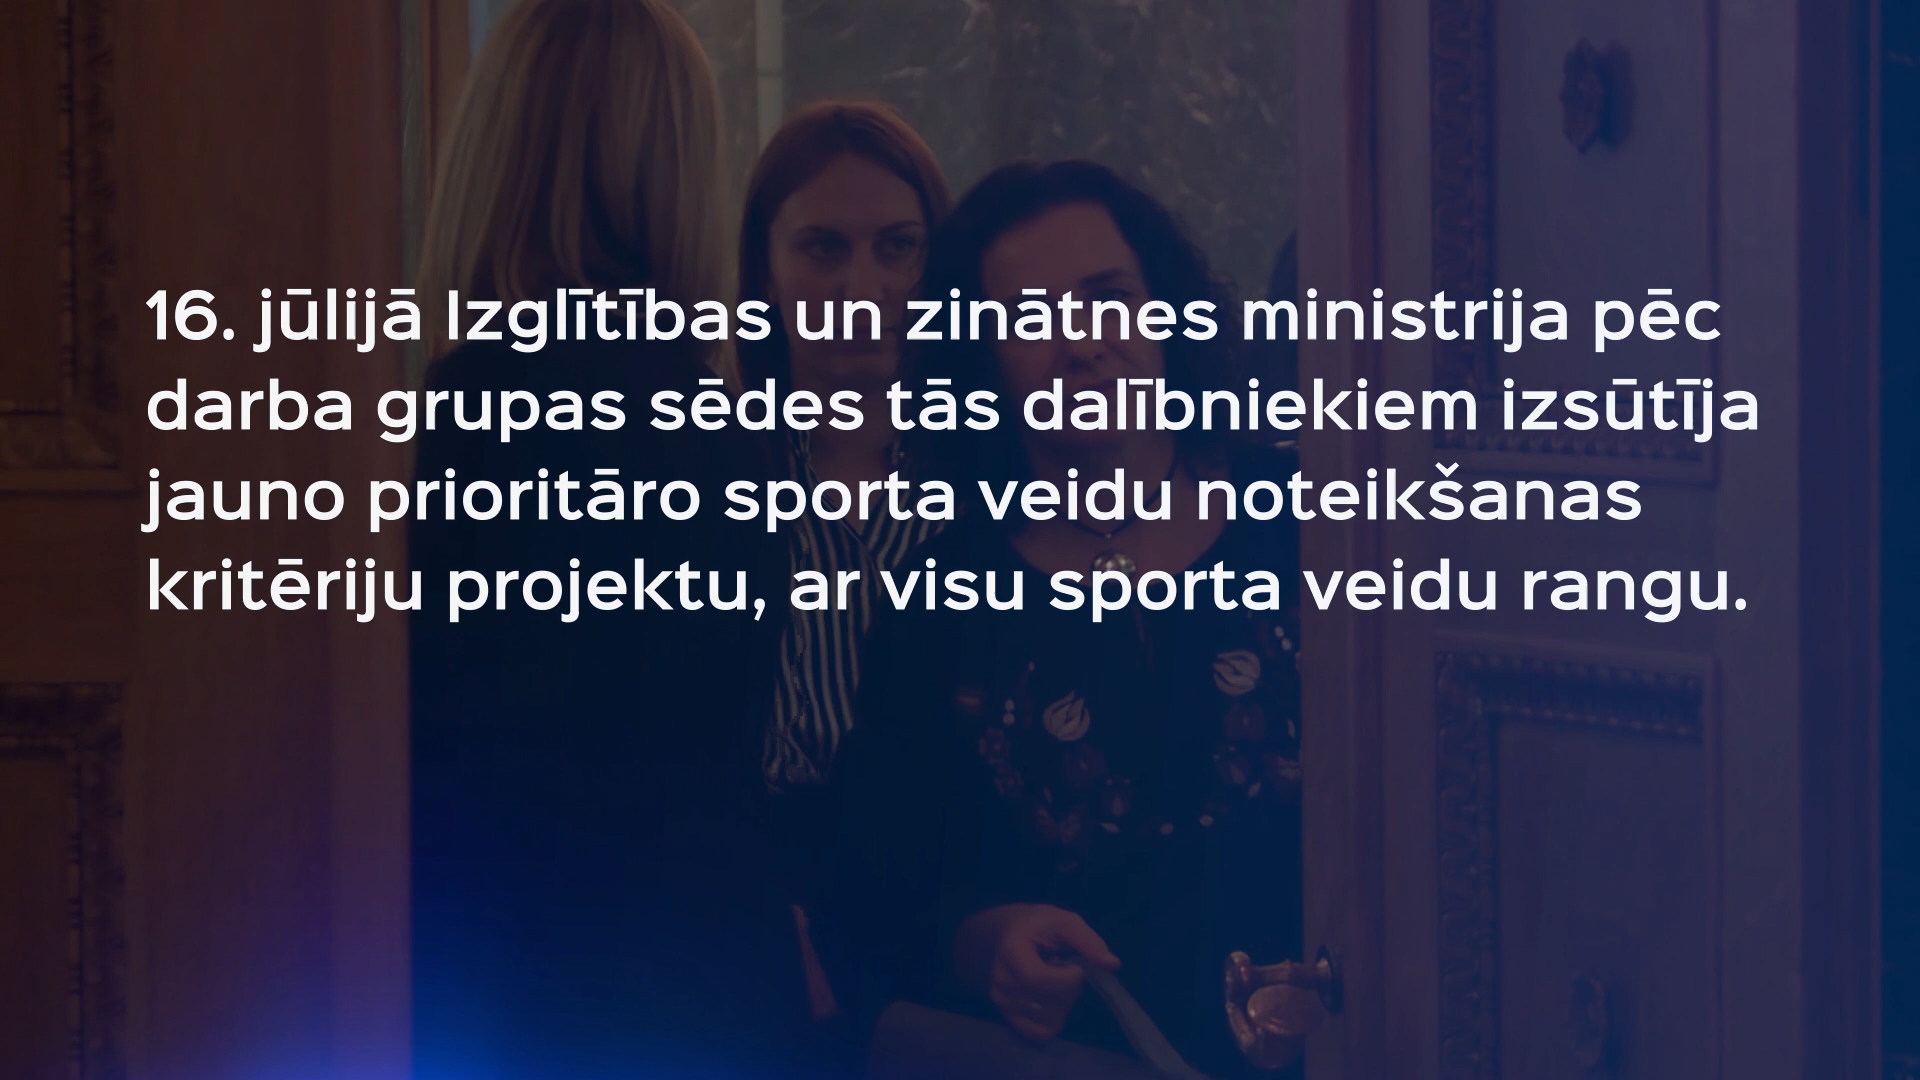 16. jūlijā Izglītības un zinātnes ministrija pēc
darba grupas sēdes tās dalībniekiem izsūtīja
jauno prioritāro sporta veidu noteikšanas
kritēriju projektu, ar visu sporta veidu rangu.